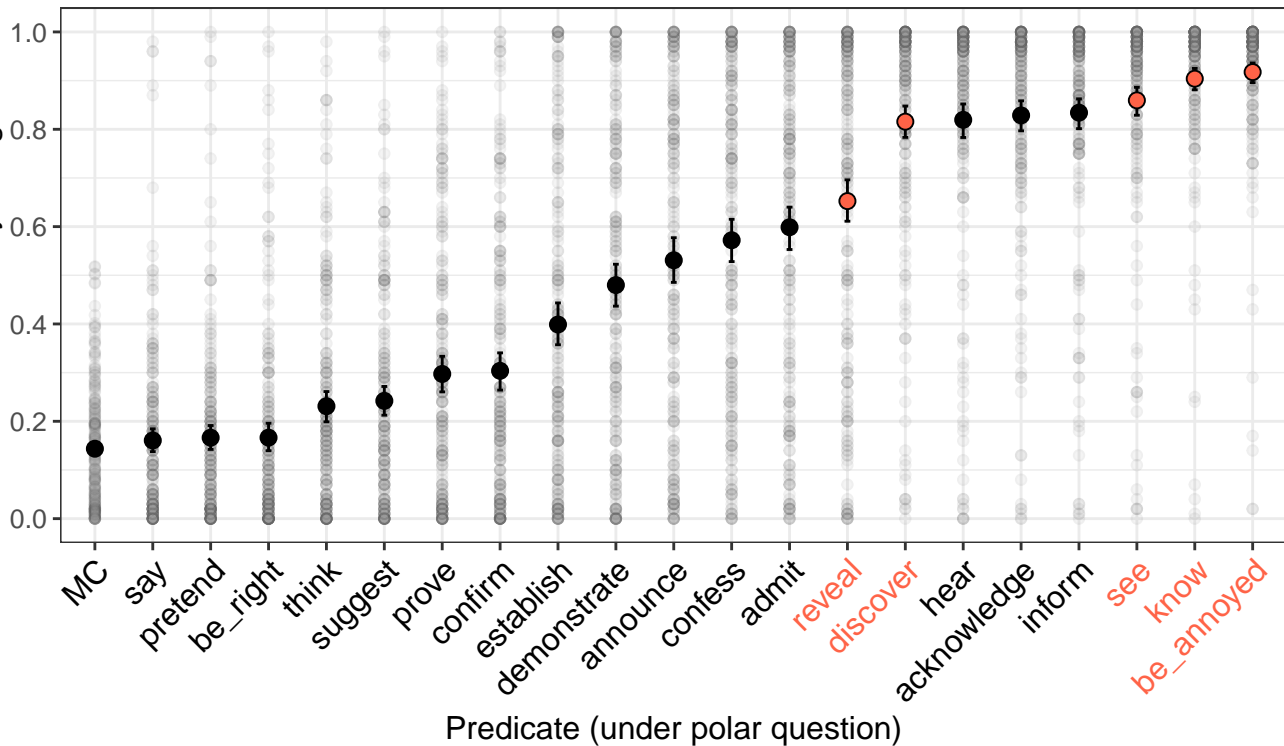 1.0
0.8
0.6
0.4
0.2
0.0
MC
say
pretend
be_right
think
suggest
prove
confirm
establish
demonstrate
announce
confess
admit
reveal
discover
hear
acknowledge
inform
see
know
be_annoyed
Predicate (under polar question)